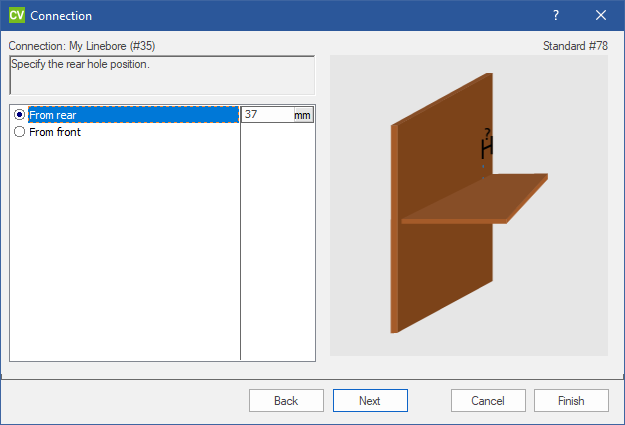 CV Connection ?
Connection: My Linebore (#35) Standard #78
Specify the rear hole position.
From rear 37 mm
From front
?
H
Back Next Cancel Finish